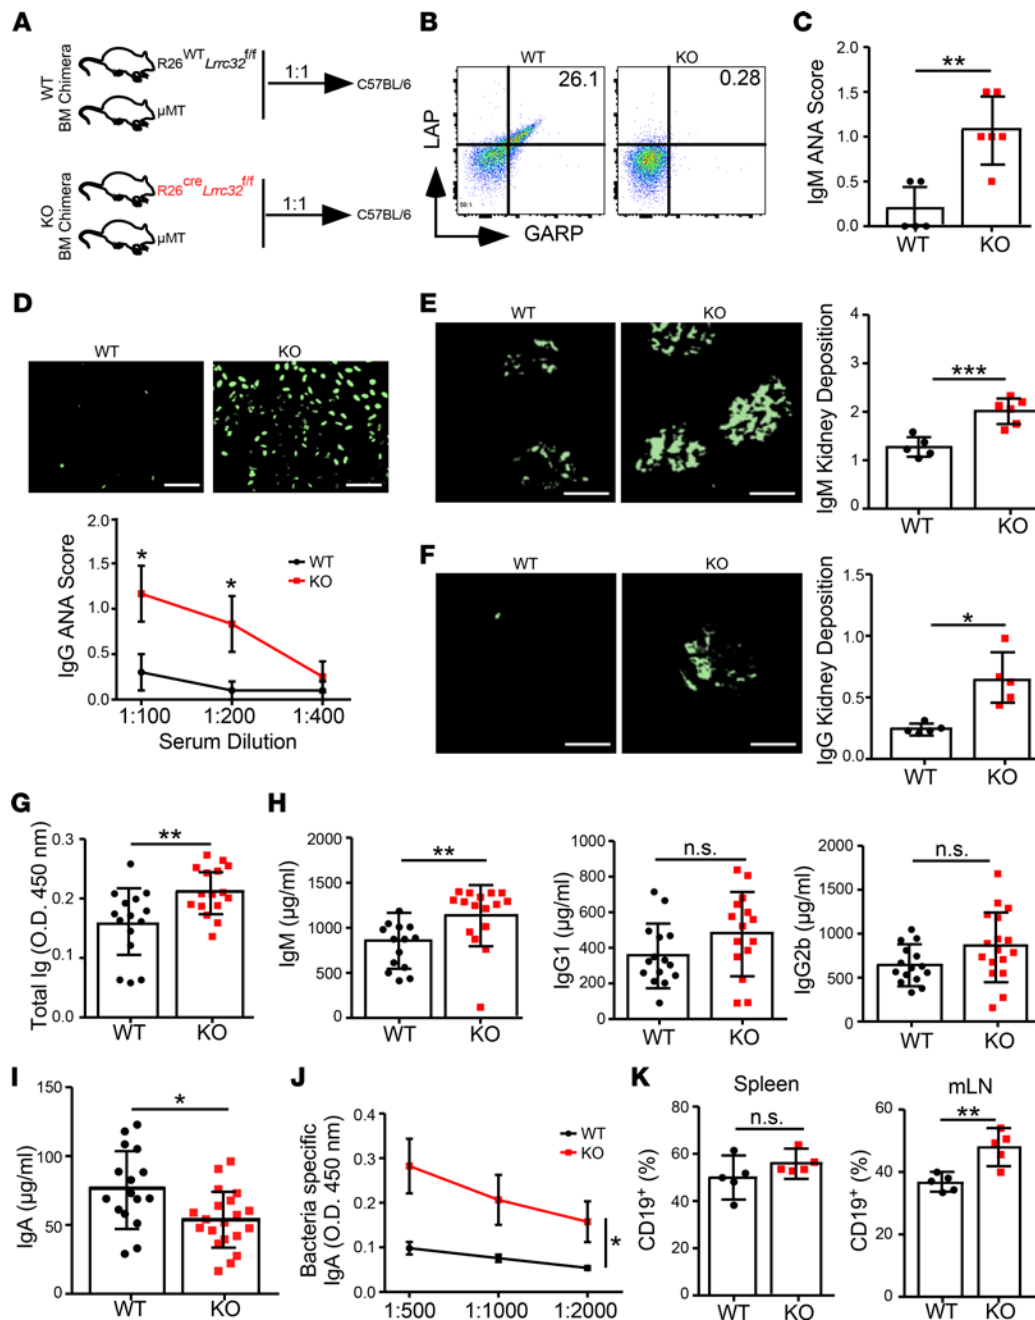 A
WT
BM Chimera
R26WT Lrrc32f/f
µMT
1:1
C57BL/6
KO
BM Chimera
R26cre Lrrc32f/f
µMT
1:1
C57BL/6
B
WT
KO
26.1
0.28
59.1
LAP
GARP
C
IgM ANA Score
2.0
1.5
1.0
0.5
0.0
**
WT
KO
D
WT
KO
IgG ANA Score
2.0
1.5
1.0
0.5
0.0
*
*
WT
KO
1:100
1:200
1:400
Serum Dilution
E
WT
KO
IgM Kidney Deposition
4
3
2
1
0
***
WT
KO
F
WT
KO
IgG Kidney Deposition
1.5
1.0
0.5
0.0
*
WT
KO
G
Total Ig (O.D. 450 nm)
0.3
0.2
0.1
0.0
**
WT
KO
H
IgM (µg/ml)
2000
1500
1000
500
0
**
WT
KO
IgG1 (µg/ml)
1000
800
600
400
200
0
n.s.
WT
KO
IgG2b (µg/ml)
2000
1500
1000
500
0
n.s.
WT
KO
I
IgA (µg/ml)
150
100
50
0
*
WT
KO
J
Bacteria specific
IgA (O.D. 450 nm)
0.4
0.3
0.2
0.1
0.0
WT
KO
*
1:500
1:1000
1:2000
K
Spleen
CD19+ (%)
80
60
40
20
0
n.s.
WT
KO
mLN
CD19+ (%)
60
40
20
0
**
WT
KO